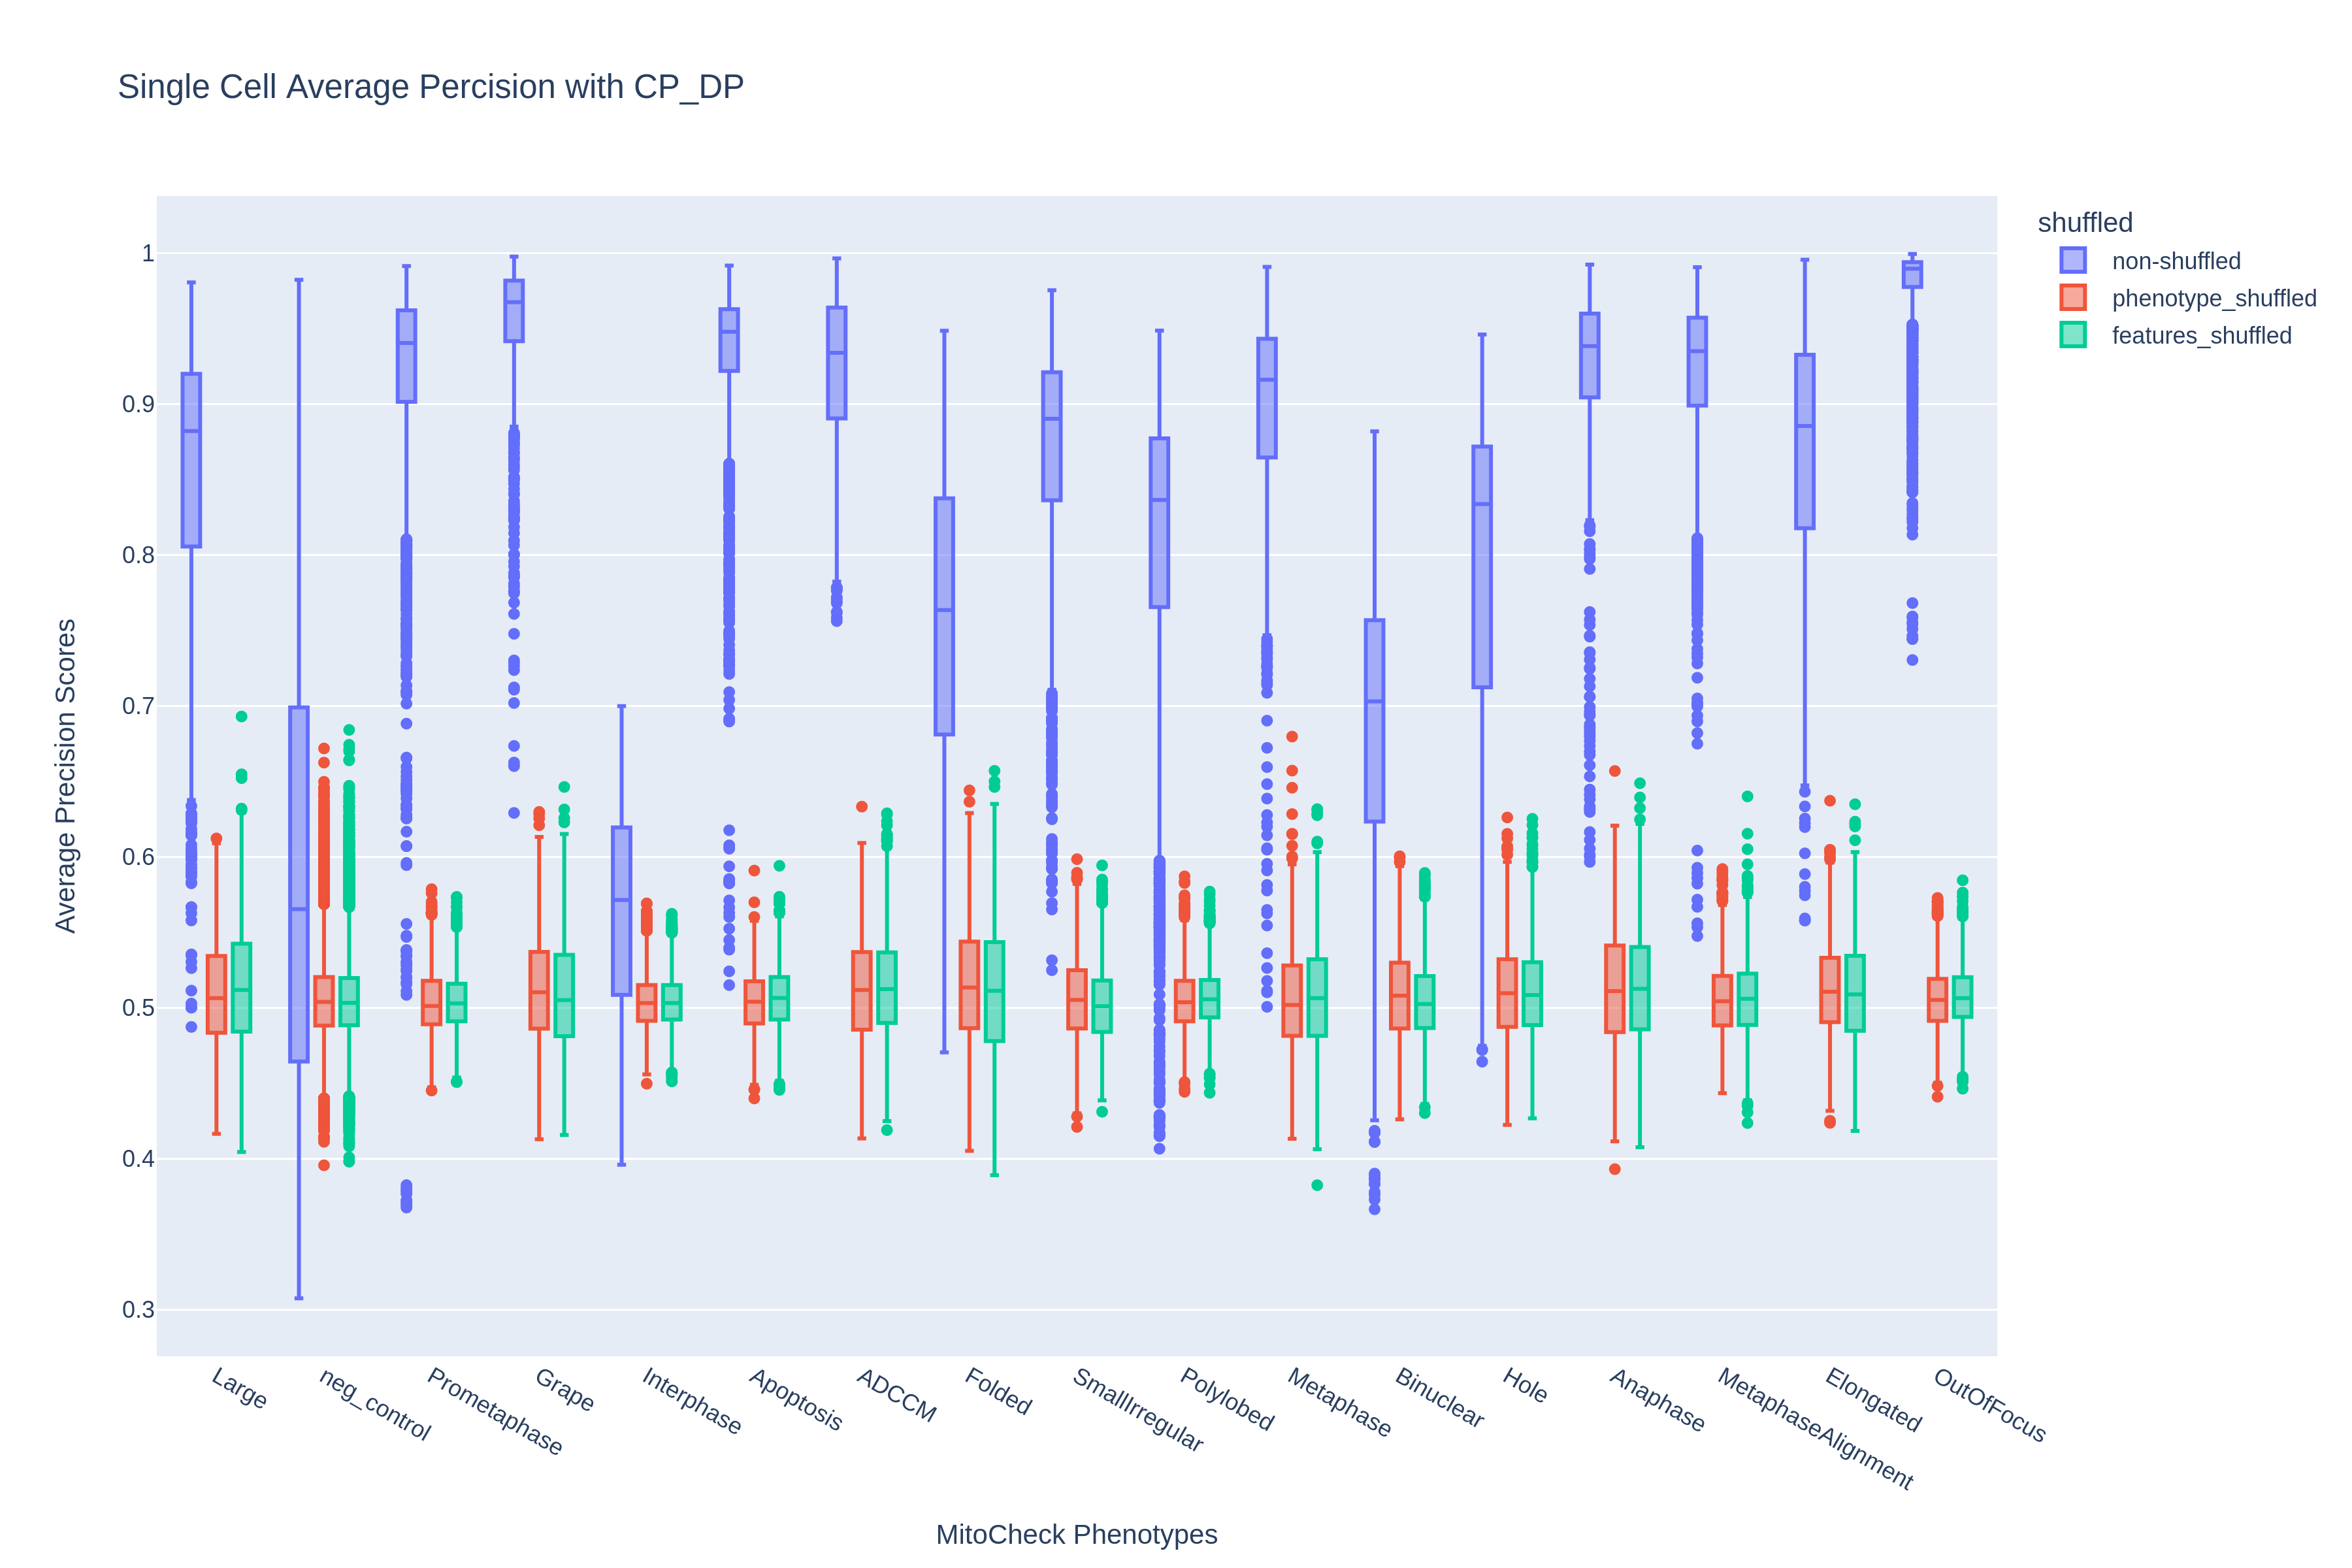 Single Cell Average Percision with CP_DP
shuffled
non-shuffled
phenotype_shuffled
features_shuffled
Average Precision Scores
1
0.9
0.8
0.7
0.6
0.5
0.4
0.3
Large
neg_control
Prometaphase
Grape
Interphase
Apoptosis
ADCCM
Folded
SmallIrregular
Polylobed
Metaphase
Binuclear
Hole
Anaphase
MetaphaseAlignment
Elongated
OutOfFocus
MitoCheck Phenotypes